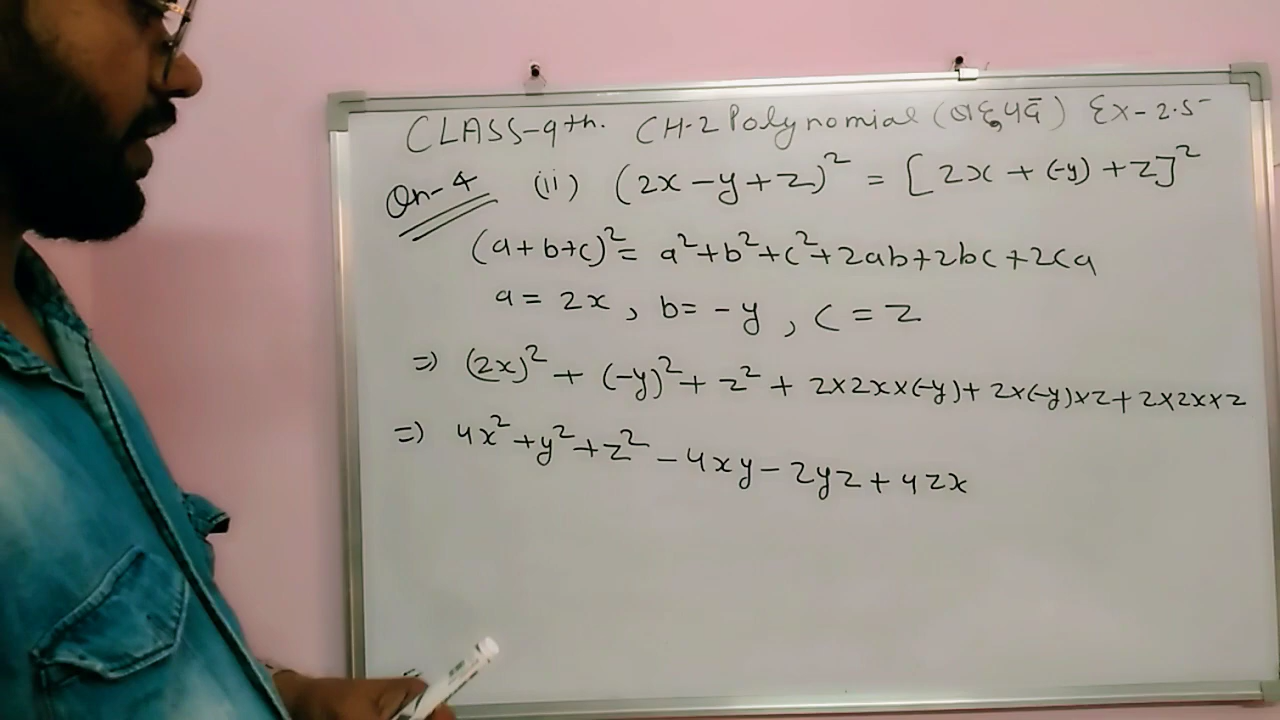 CLASS-9th. CH-2 Polynomial (बहुपद) Ex-2.5
Qn-4 (ii) (2x-y+z)² = [2x + (-y) + z]²
(a+b+c)² = a²+b²+c²+2ab+2bc+2ca
a = 2x, b = -y, c = z
=) (2x)² + (-y)² + z² + 2×2x×(-y)+ 2×(-y)×z+2×2x×z
=) 4x²+y²+z²-4xy-2yz+4zx